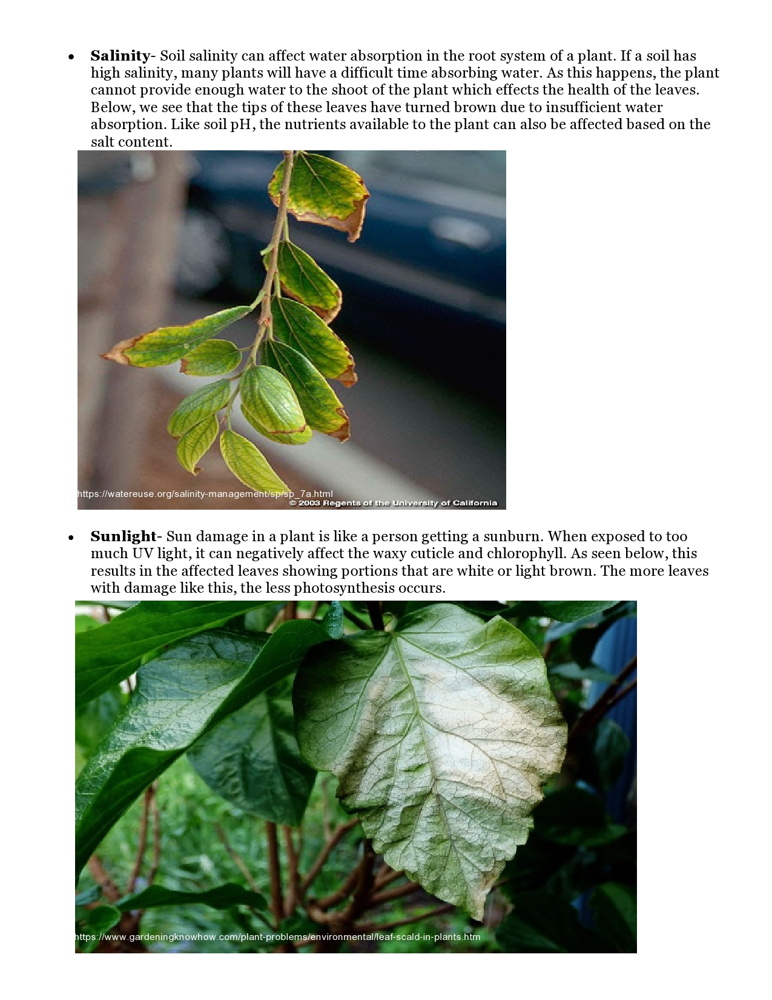 • Salinity- Soil salinity can affect water absorption in the root system of a plant. If a soil has
high salinity, many plants will have a difficult time absorbing water. As this happens, the plant
cannot provide enough water to the shoot of the plant which effects the health of the leaves.
Below, we see that the tips of these leaves have turned brown due to insufficient water
absorption. Like soil pH, the nutrients available to the plant can also be affected based on the
salt content.
https://watereuse.org/salinity-management/sp/sp_7a.html
© 2003 Regents of the University of California
• Sunlight- Sun damage in a plant is like a person getting a sunburn. When exposed to too
much UV light, it can negatively affect the waxy cuticle and chlorophyll. As seen below, this
results in the affected leaves showing portions that are white or light brown. The more leaves
with damage like this, the less photosynthesis occurs.
https://www.gardeningknowhow.com/plant-problems/environmental/leaf-scald-in-plants.htm